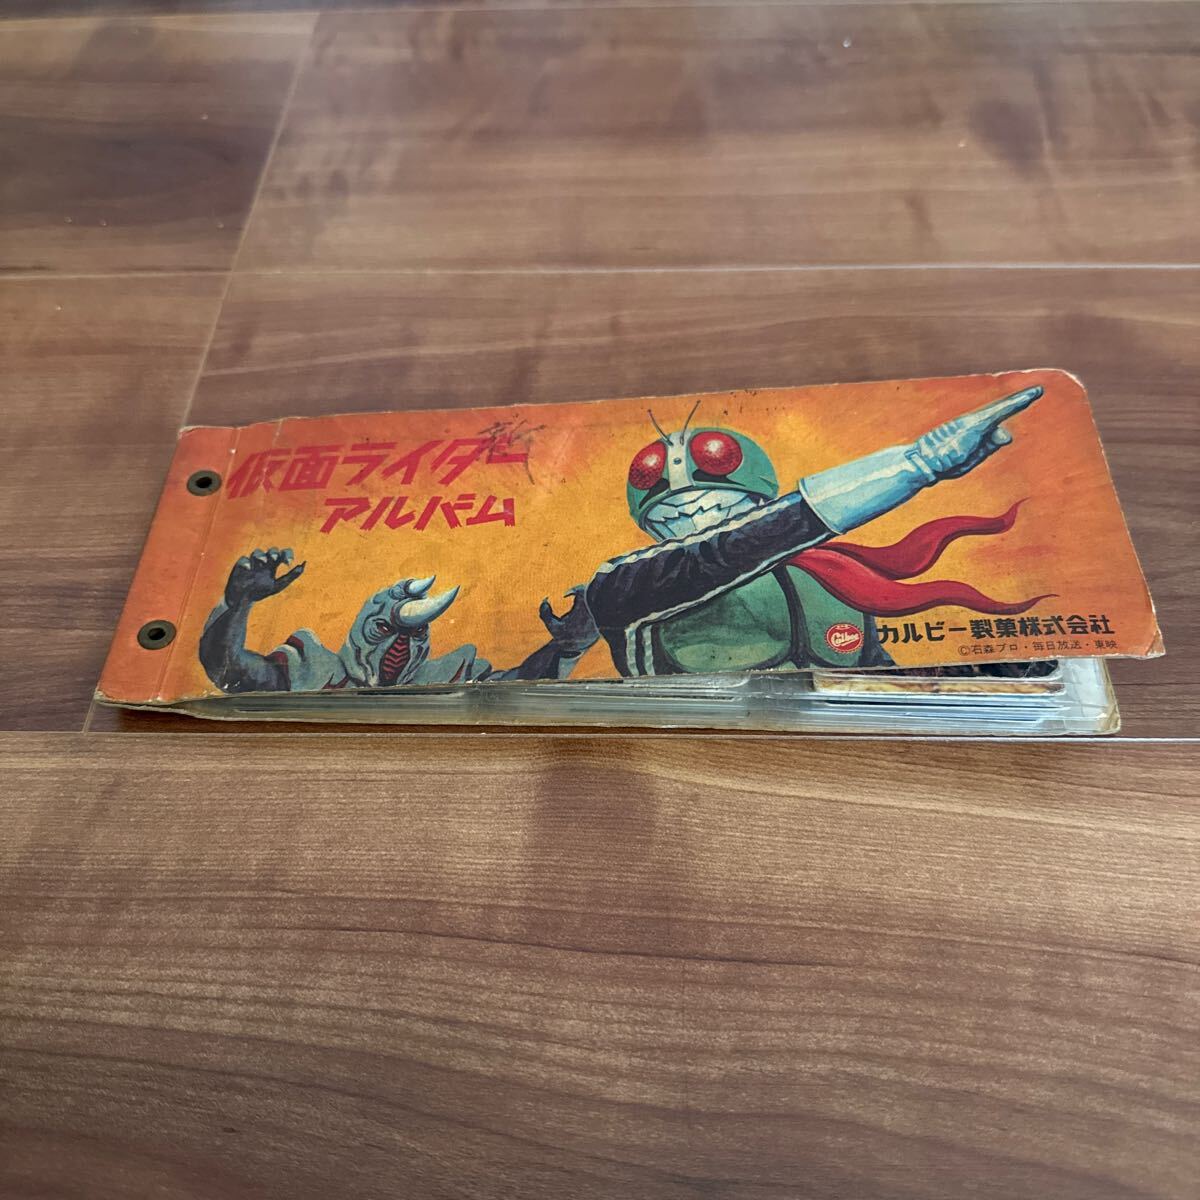 仮面ライダー
アルバム
Calbee
カルビー製菓株式会社
©石森プロ・毎日放送・東映